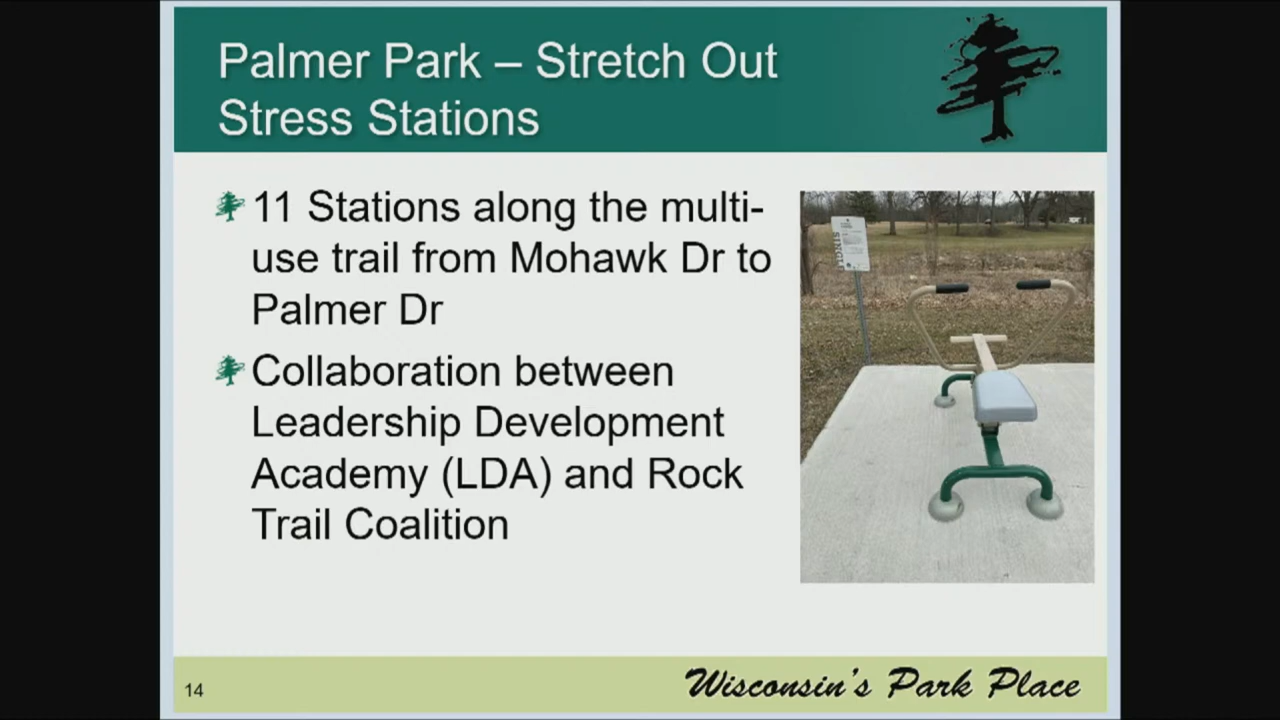 Palmer Park – Stretch Out
Stress Stations
11 Stations along the multi-
use trail from Mohawk Dr to
Palmer Dr
Collaboration between
Leadership Development
Academy (LDA) and Rock
Trail Coalition
14
Wisconsin's Park Place